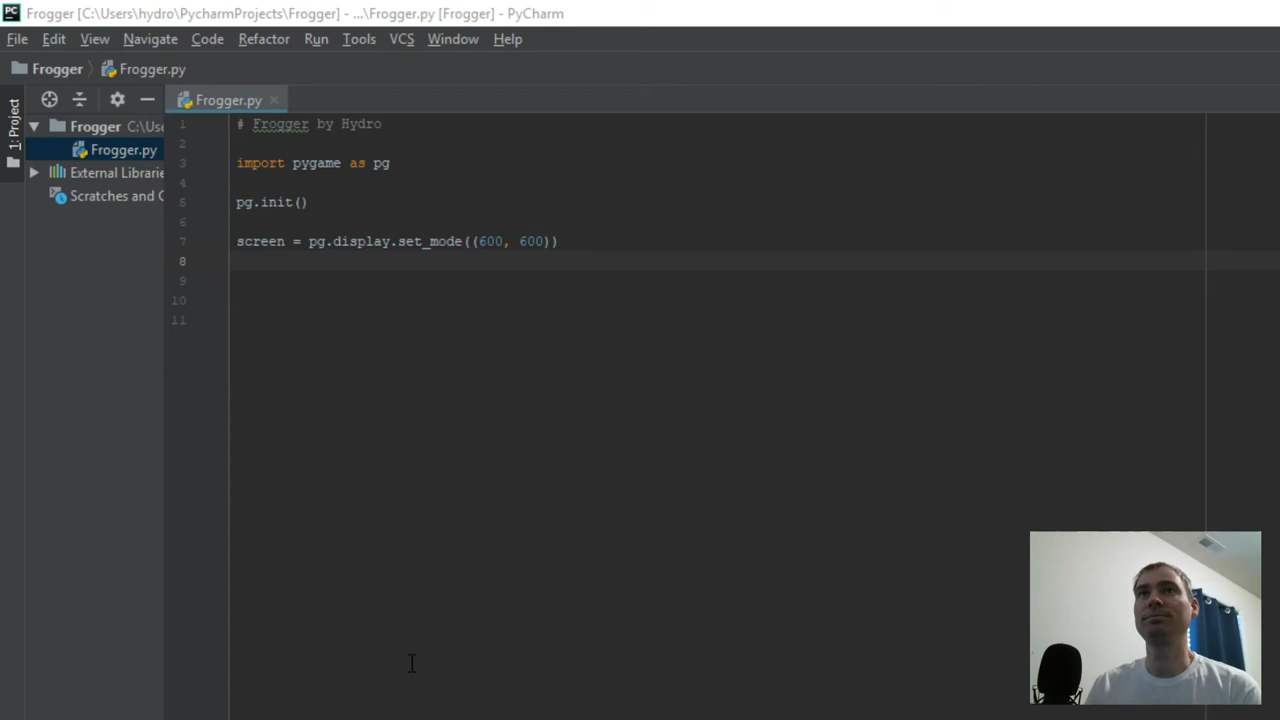 PC Frogger [C:\Users\hydro\PycharmProjects\Frogger] - ...\Frogger.py [Frogger] - PyCharm
File Edit View Navigate Code Refactor Run Tools VCS Window Help
Frogger Frogger.py
Frogger.py
1: Project
Frogger C:\Use
Frogger.py
External Librarie
Scratches and C
1 # Frogger by Hydro
2
3 import pygame as pg
4
5 pg.init()
6
7 screen = pg.display.set_mode((600, 600))
8
9
10
11